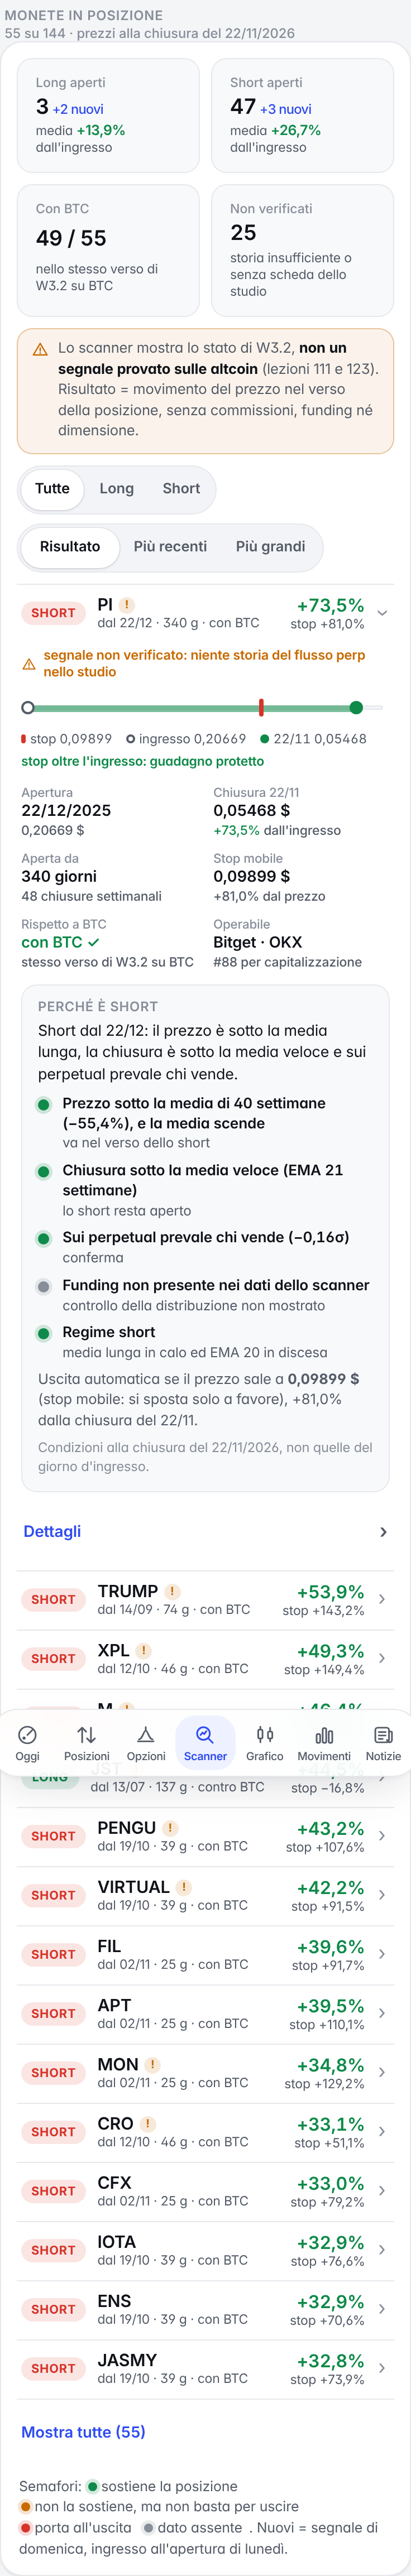 MONETE IN POSIZIONE
55 su 144 · prezzi alla chiusura del 22/11/2026
Long aperti
3 +2 nuovi
media +13,9%
dall'ingresso
Short aperti
47 +3 nuovi
media +26,7%
dall'ingresso
Con BTC
49 / 55
nello stesso verso di
W3.2 su BTC
Non verificati
25
storia insufficiente o
senza scheda dello
studio
Lo scanner mostra lo stato di W3.2, non un
segnale provato sulle altcoin (lezioni 111 e 123).
Risultato = movimento del prezzo nel verso
della posizione, senza commissioni, funding né
dimensione.
Tutte Long Short
Risultato Più recenti Più grandi
SHORT PI ! +73,5%
dal 22/12 · 340 g · con BTC stop +81,0%
segnale non verificato: niente storia del flusso perp
nello studio
stop 0,09899 ingresso 0,20669 22/11 0,05468
stop oltre l'ingresso: guadagno protetto
Apertura
22/12/2025
0,20669 $
Chiusura 22/11
0,05468 $
+73,5% dall'ingresso
Aperta da
340 giorni
48 chiusure settimanali
Stop mobile
0,09899 $
+81,0% dal prezzo
Rispetto a BTC
con BTC ✓
stesso verso di W3.2 su BTC
Operabile
Bitget · OKX
#88 per capitalizzazione
PERCHÉ È SHORT
Short dal 22/12: il prezzo è sotto la media
lunga, la chiusura è sotto la media veloce e sui
perpetual prevale chi vende.
Prezzo sotto la media di 40 settimane
(−55,4%), e la media scende
va nel verso dello short
Chiusura sotto la media veloce (EMA 21
settimane)
lo short resta aperto
Sui perpetual prevale chi vende (−0,16σ)
conferma
Funding non presente nei dati dello scanner
controllo della distribuzione non mostrato
Regime short
media lunga in calo ed EMA 20 in discesa
Uscita automatica se il prezzo sale a 0,09899 $
(stop mobile: si sposta solo a favore), +81,0%
dalla chiusura del 22/11.
Condizioni alla chiusura del 22/11/2026, non quelle del
giorno d'ingresso.
Dettagli
SHORT TRUMP ! +53,9%
dal 14/09 · 74 g · con BTC stop +143,2%
SHORT XPL ! +49,3%
dal 12/10 · 46 g · con BTC stop +149,4%
M ! +46,4%
Oggi Posizioni Opzioni Scanner Grafico Movimenti Notizie
LONG JST +44,5%
dal 13/07 · 137 g · contro BTC stop −16,8%
SHORT PENGU ! +43,2%
dal 19/10 · 39 g · con BTC stop +107,6%
SHORT VIRTUAL ! +42,2%
dal 19/10 · 39 g · con BTC stop +91,5%
SHORT FIL +39,6%
dal 02/11 · 25 g · con BTC stop +91,7%
SHORT APT +39,5%
dal 02/11 · 25 g · con BTC stop +110,1%
SHORT MON ! +34,8%
dal 02/11 · 25 g · con BTC stop +129,2%
SHORT CRO ! +33,1%
dal 12/10 · 46 g · con BTC stop +51,1%
SHORT CFX +33,0%
dal 02/11 · 25 g · con BTC stop +79,2%
SHORT IOTA +32,9%
dal 19/10 · 39 g · con BTC stop +76,6%
SHORT ENS +32,9%
dal 19/10 · 39 g · con BTC stop +70,6%
SHORT JASMY +32,8%
dal 19/10 · 39 g · con BTC stop +73,9%
Mostra tutte (55)
Semafori: sostiene la posizione
non la sostiene, ma non basta per uscire
porta all'uscita dato assente . Nuovi = segnale di
domenica, ingresso all'apertura di lunedì.